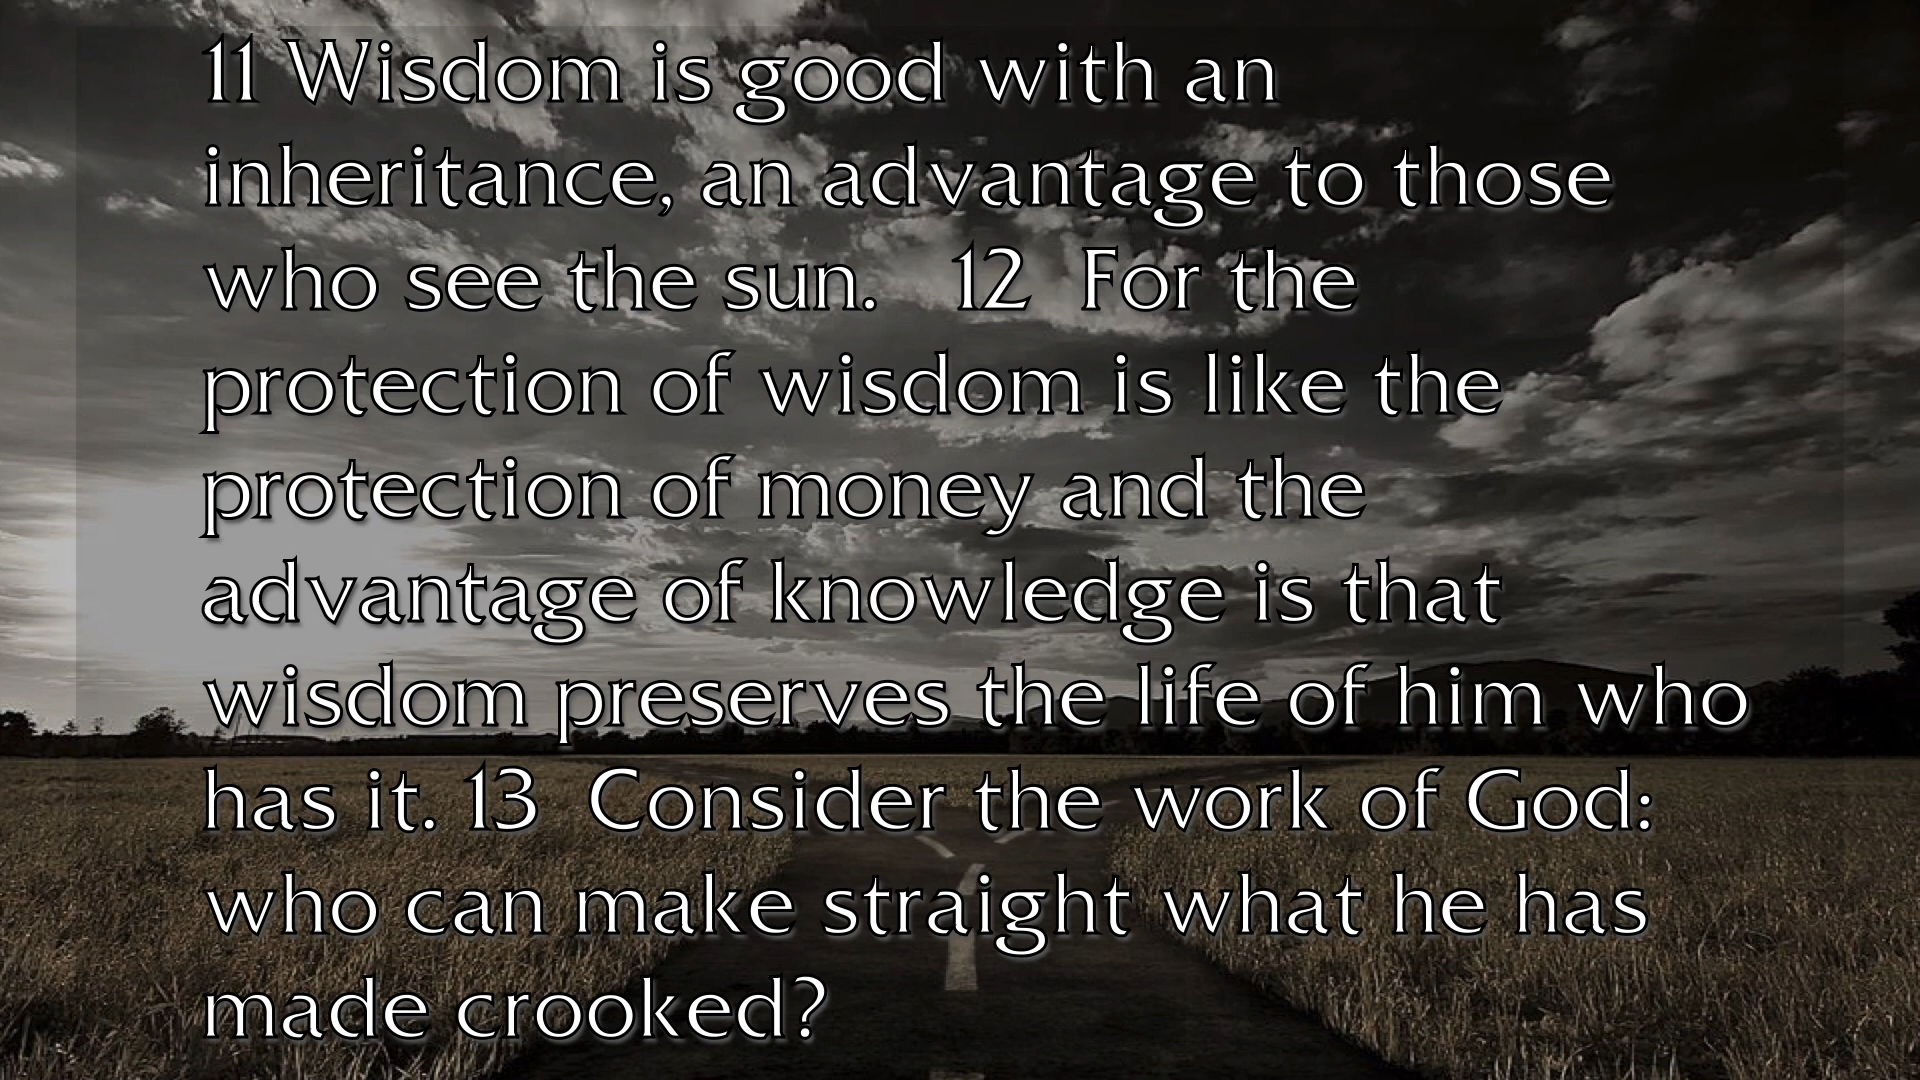 11 Wisdom is good with an
inheritance, an advantage to those
who see the sun.   12  For the
protection of wisdom is like the
protection of money and the
advantage of knowledge is that
wisdom preserves the life of him who
has it. 13  Consider the work of God:
who can make straight what he has
made crooked?